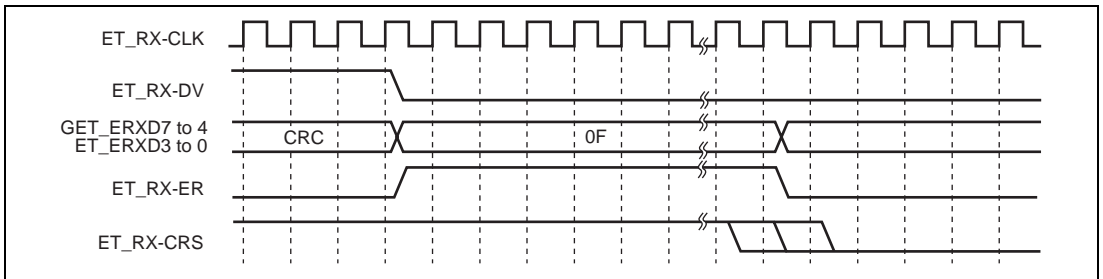 ET_RX-CLK
ET_RX-DV
GET_ERXD7 to 4
ET_ERXD3 to 0
CRC
0F
ET_RX-ER
ET_RX-CRS